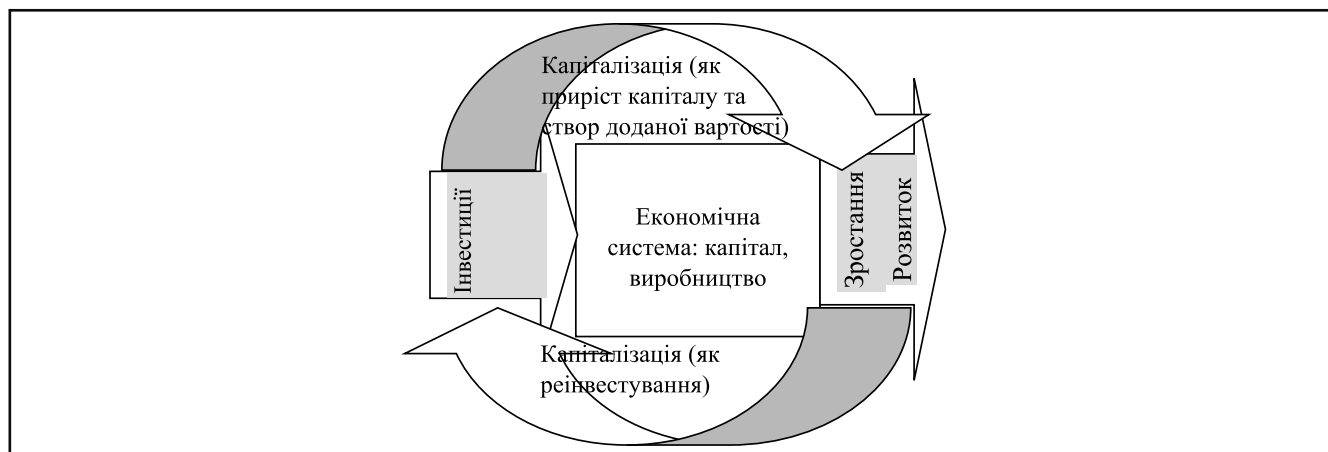 Капіталізація (як
приріст капіталу та
створ доданої вартості)
Інвестиції
Економічна
система: капітал,
виробництво
Зростання
Розвиток
Капіталізація (як
реінвестування)